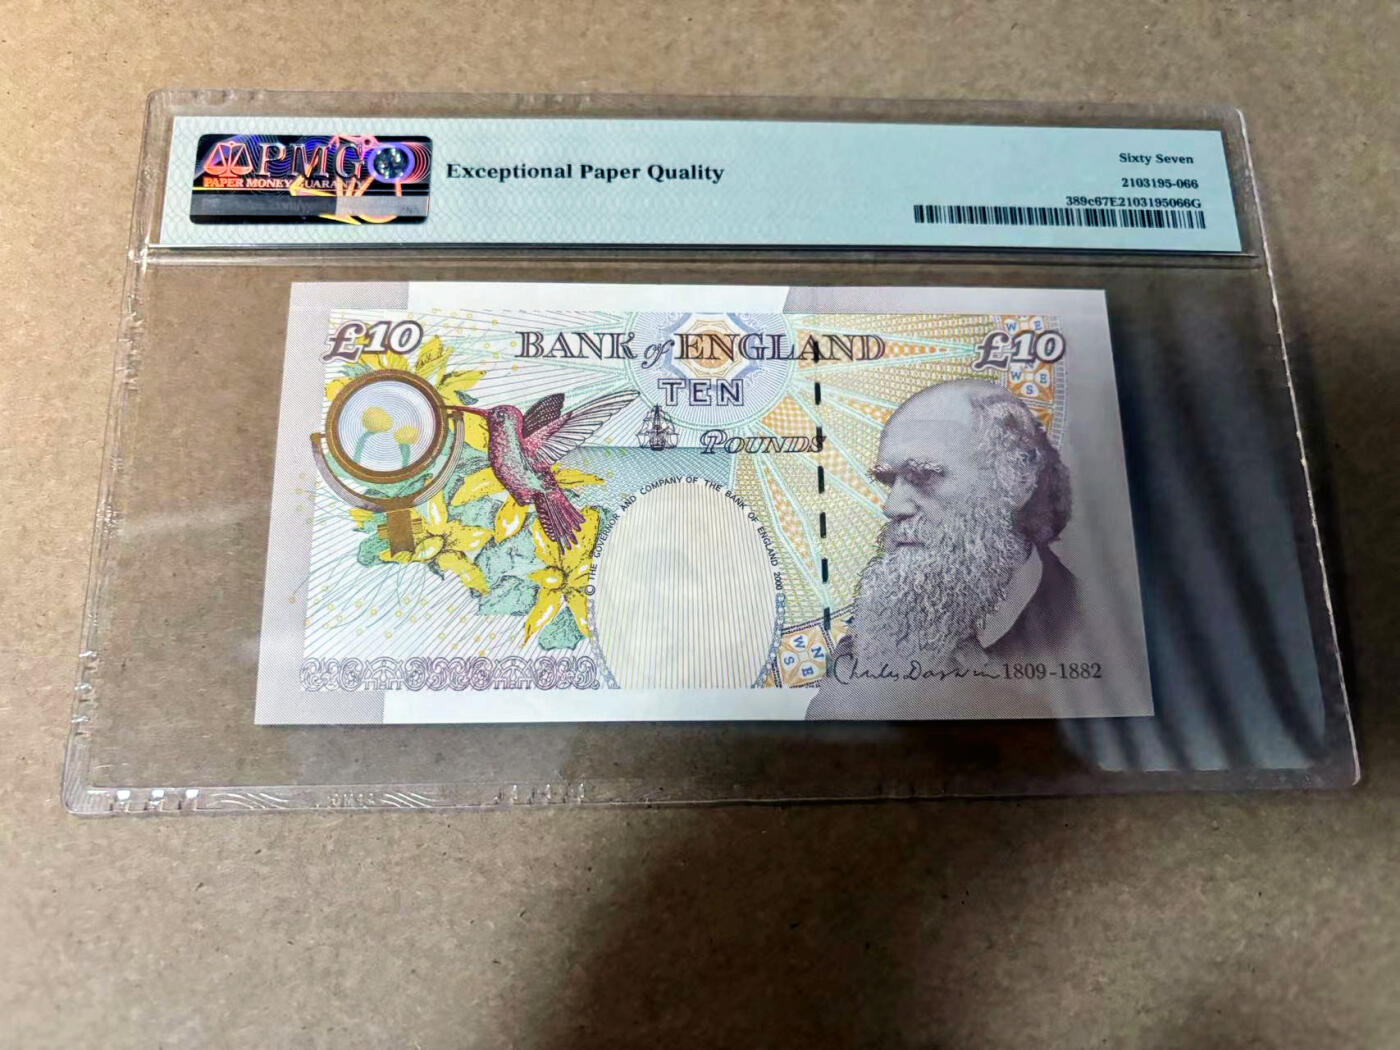 PMG
PAPER MONEY GUARANTY
Exceptional Paper Quality
Sixty Seven
2103195-066
389c67E2103195066G
£10
BANK of ENGLAND
£10
TEN
POUNDS
© THE GOVERNOR AND COMPANY OF THE BANK OF ENGLAND 2000
W E
W S
N
W E
S
Charles Darwin 1809-1882